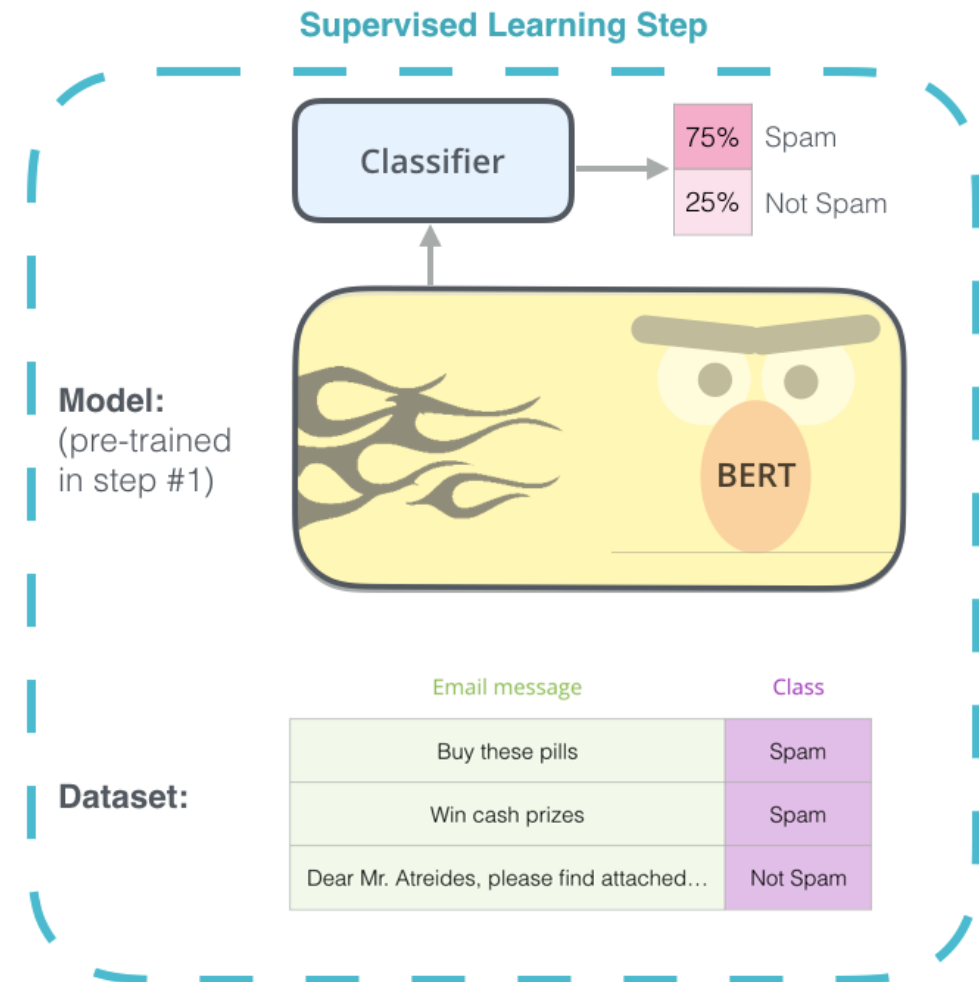 Supervised Learning Step
Classifier
75% Spam
25% Not Spam
Model:
(pre-trained
in step #1)
BERT
Email message Class
Buy these pills Spam
Dataset:
Win cash prizes Spam
Dear Mr. Atreides, please find attached... Not Spam